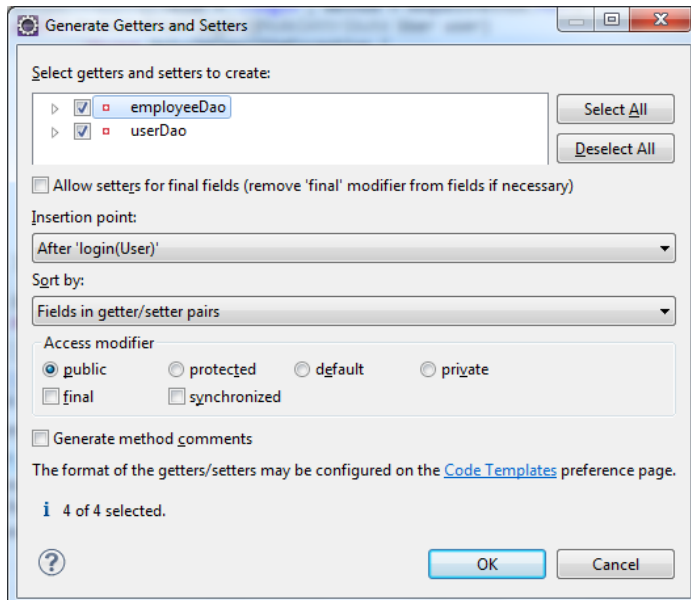 Generate Getters and Setters
Select getters and setters to create:
employeeDao
userDao
Select All
Deselect All
Allow setters for final fields (remove 'final' modifier from fields if necessary)
Insertion point:
After 'login(User)'
Sort by:
Fields in getter/setter pairs
Access modifier
public protected default private
final synchronized
Generate method comments
The format of the getters/setters may be configured on the Code Templates preference page.
i 4 of 4 selected.
?
OK Cancel